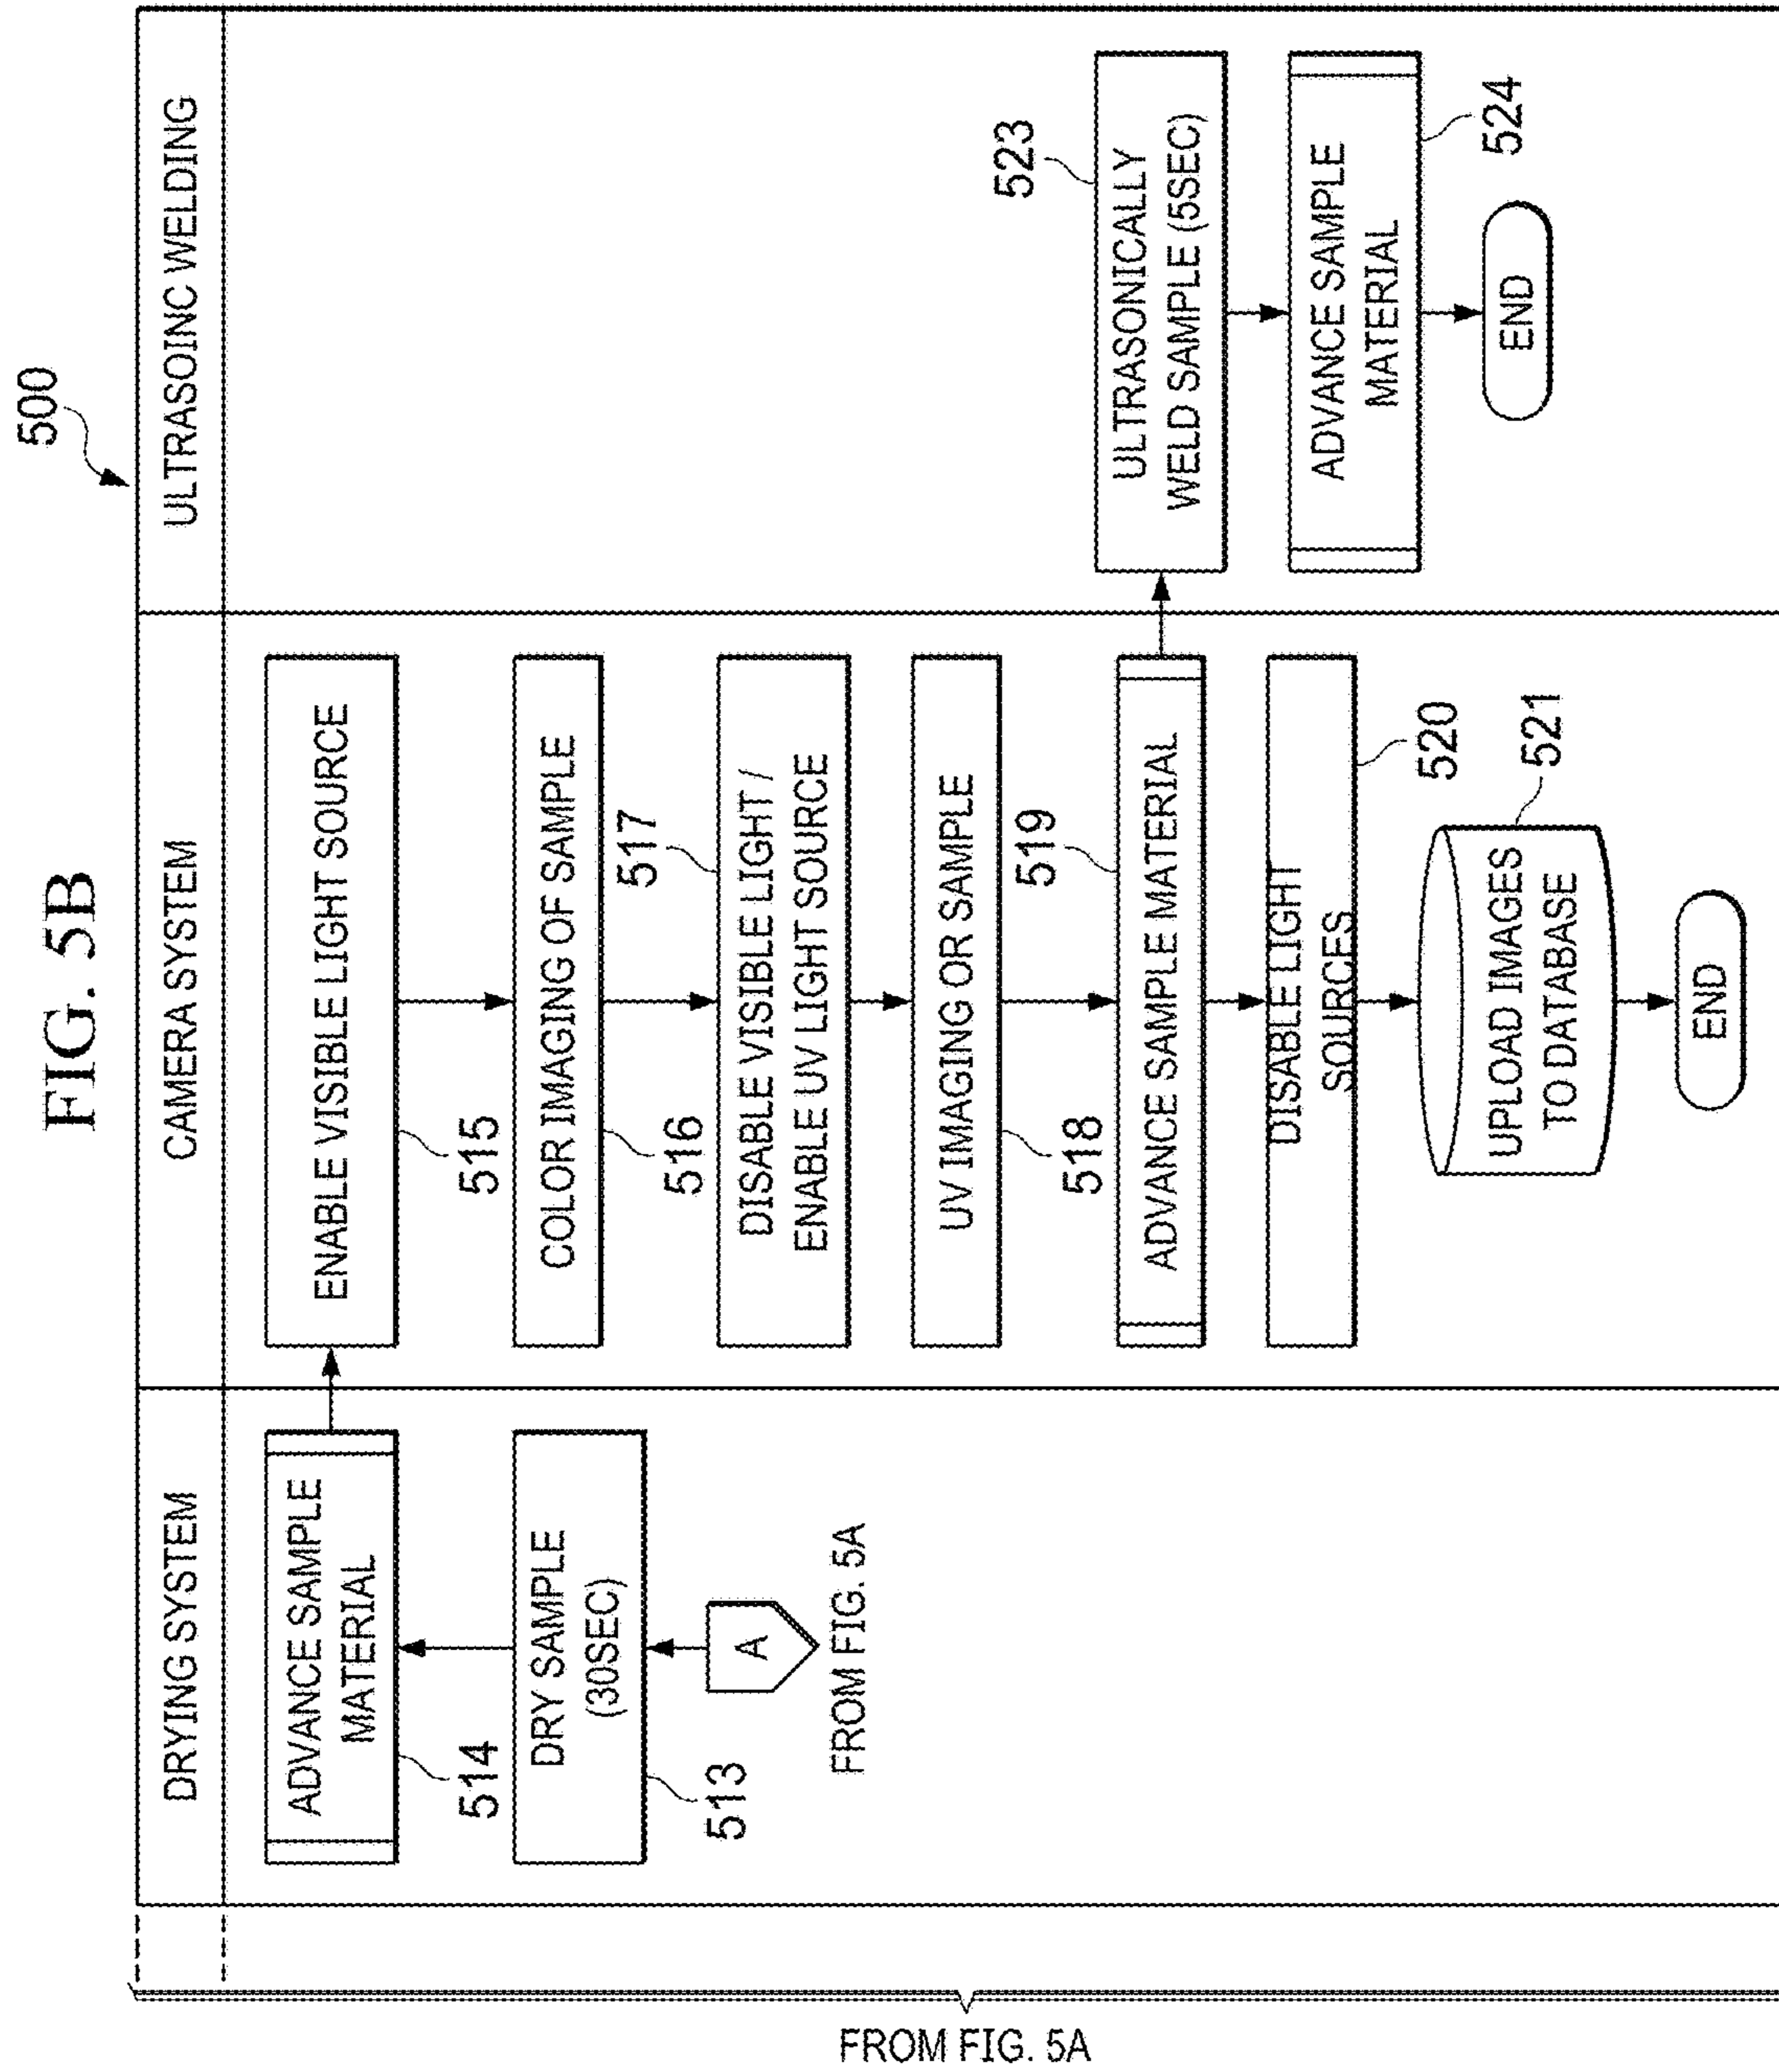 FIG. 5B
500
DRYING SYSTEM
ADVANCE SAMPLE
MATERIAL
514
DRY SAMPLE
(30SEC)
513
A
FROM FIG. 5A
CAMERA SYSTEM
ENABLE VISIBLE LIGHT SOURCE
515
COLOR IMAGING OF SAMPLE
516
517
DISABLE VISIBLE LIGHT /
ENABLE UV LIGHT SOURCE
UV IMAGING OR SAMPLE
518
519
ADVANCE SAMPLE MATERIAL
DISABLE LIGHT
SOURCES
520
521
UPLOAD IMAGES
TO DATABASE
END
ULTRASOINC WELDING
523
ULTRASONICALLY
WELD SAMPLE (5SEC)
ADVANCE SAMPLE
MATERIAL
524
END
FROM FIG. 5A